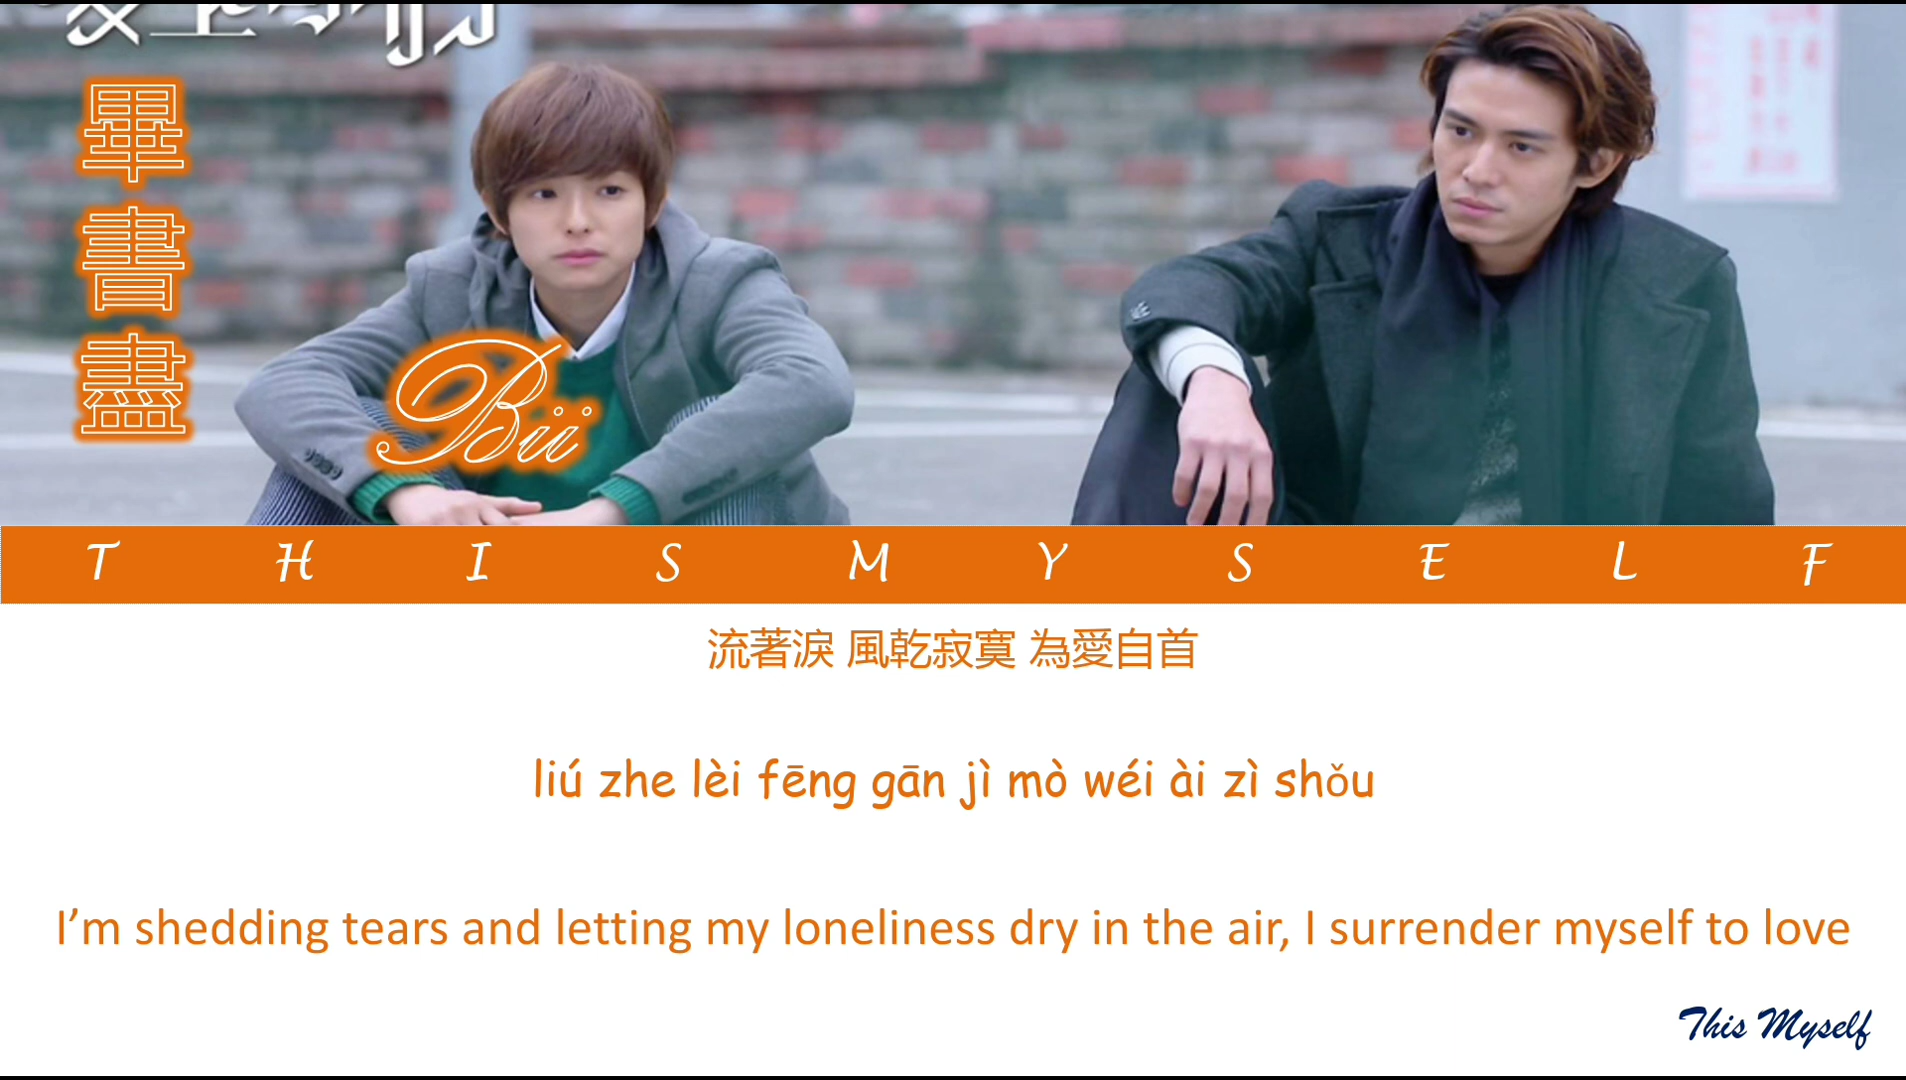 畢書盡
Bii
THISMYSELF
流著淚 風乾寂寞 為愛自首
liú zhe lèi fēng gān jì mò wéi ài zì shǒu
I’m shedding tears and letting my loneliness dry in the air, I surrender myself to love
This Myself